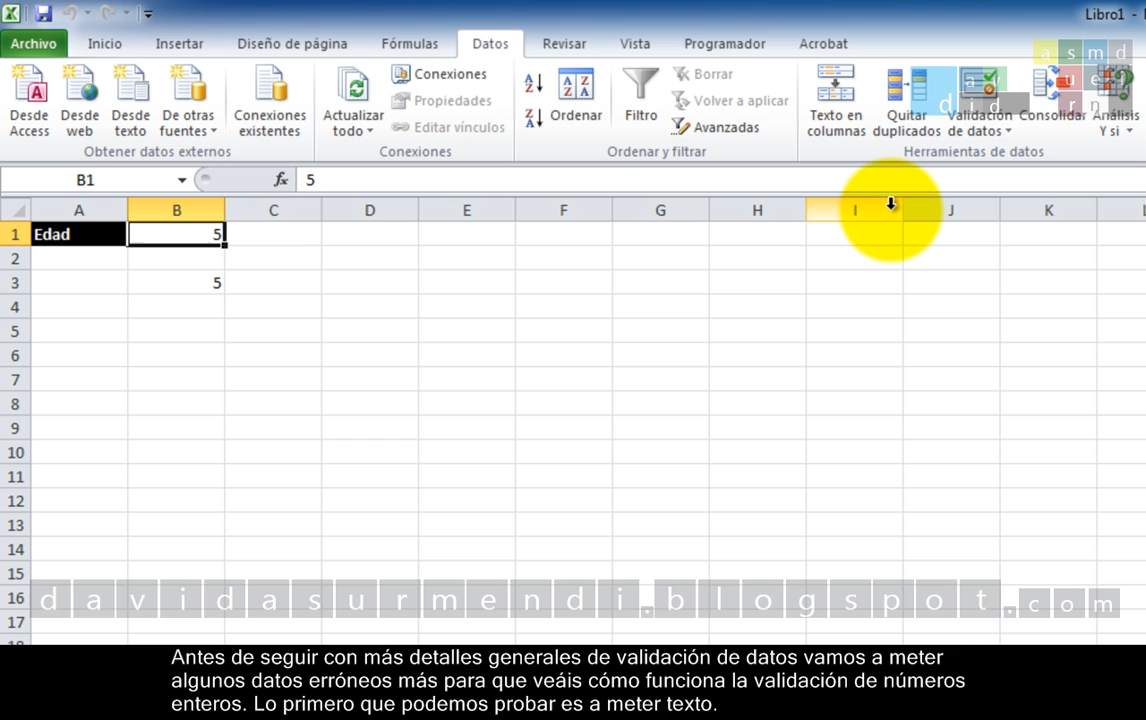 Libro1 -
Archivo Inicio Insertar Diseño de página Fórmulas Datos Revisar Vista Programador Acrobat
Desde Access
Desde web
Desde texto
De otras fuentes
Obtener datos externos
Conexiones existentes
Actualizar todo
Conexiones
Propiedades
Editar vínculos
Conexiones
Ordenar
Filtro
Borrar
Volver a aplicar
Avanzadas
Ordenar y filtrar
Texto en columnas
Quitar duplicados
Validación de datos
Consolidar
Análisis Y si
Herramientas de datos
B1 fx 5
A B C D E F G H I J K L
1 Edad 5
2
3 5
4
5
6
7
8
9
10
11
12
13
14
15
16
17
davidasurmendi.blogspot.com
Antes de seguir con más detalles generales de validación de datos vamos a meter
algunos datos erróneos más para que veáis cómo funciona la validación de números
enteros. Lo primero que podemos probar es a meter texto.